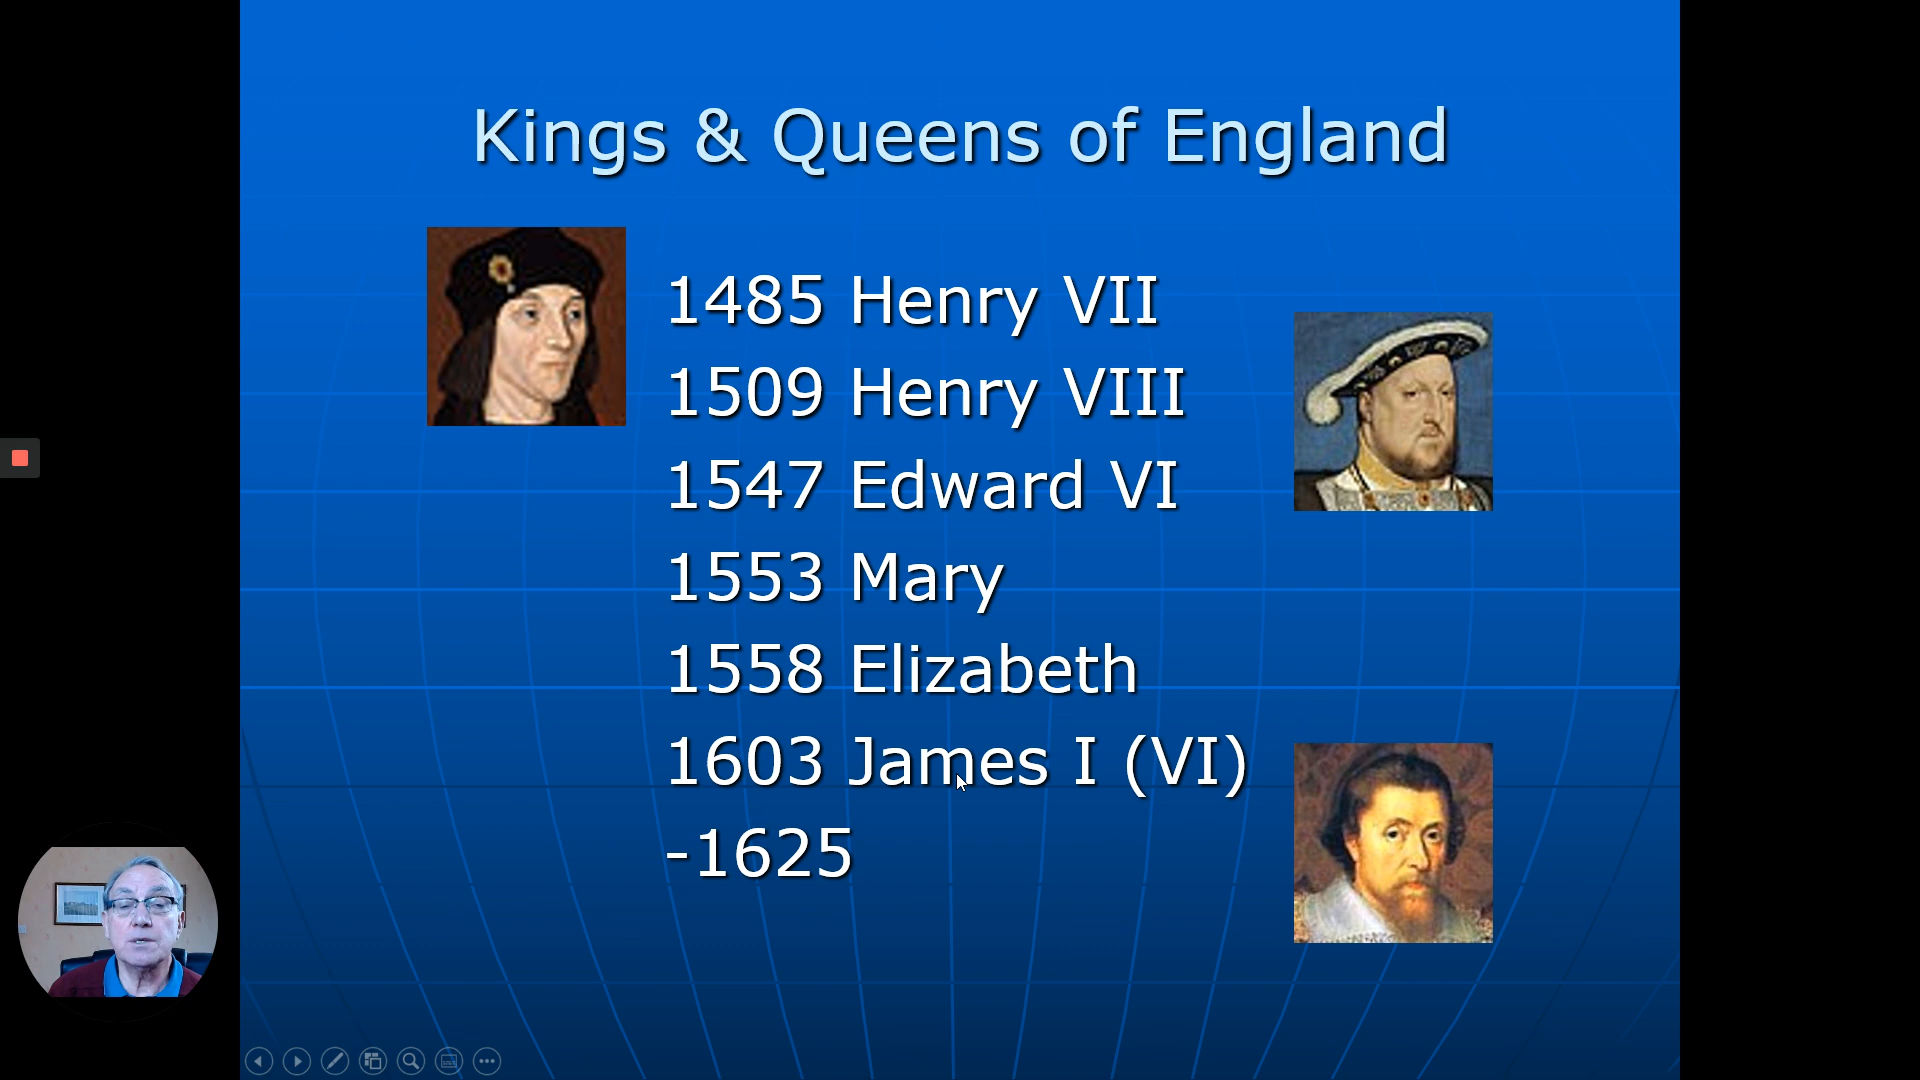 Kings & Queens of England
1485 Henry VII
1509 Henry VIII
1547 Edward VI
1553 Mary
1558 Elizabeth
1603 James I (VI)
-1625